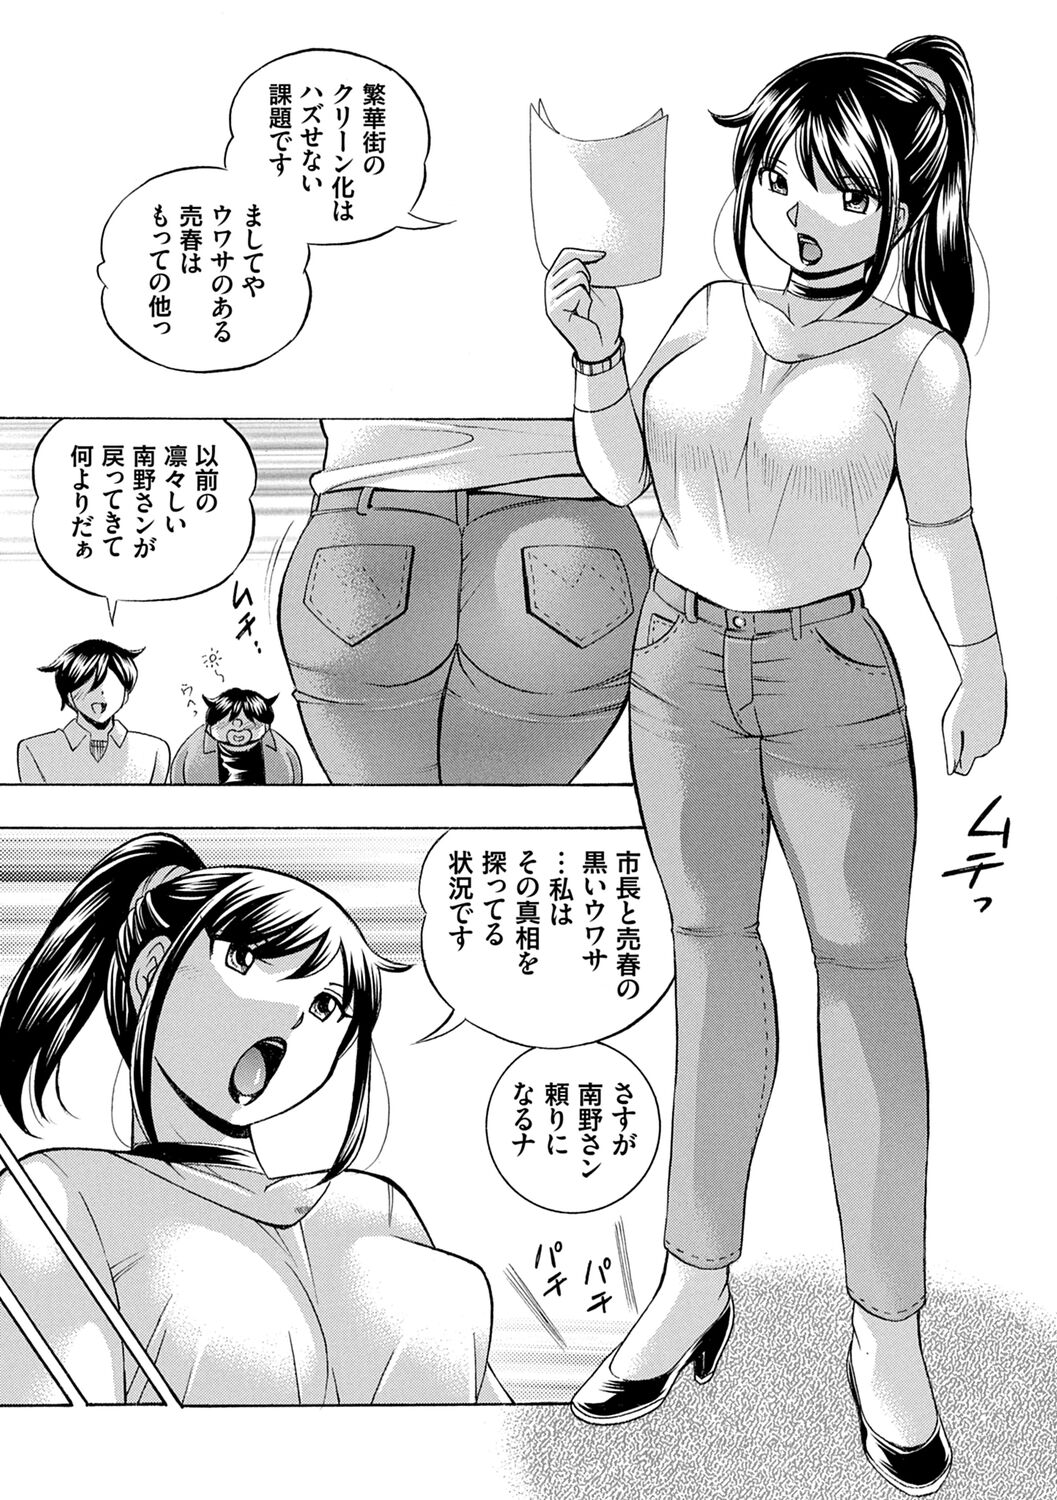 繁華街の
クリーン化は
ハズせない
課題です
ましてや
ウワサのある
売春は
もっての他っ
以前の
凛々しい
南野さンが
戻ってきて
何よりだぁ
ムチ
うへへ
ムチっ
市長と売春の
黒いウワサ
…私は
その真相を
探ってる
状況です
さすが
南野さン
頼りに
なるナ
パチ
パチ